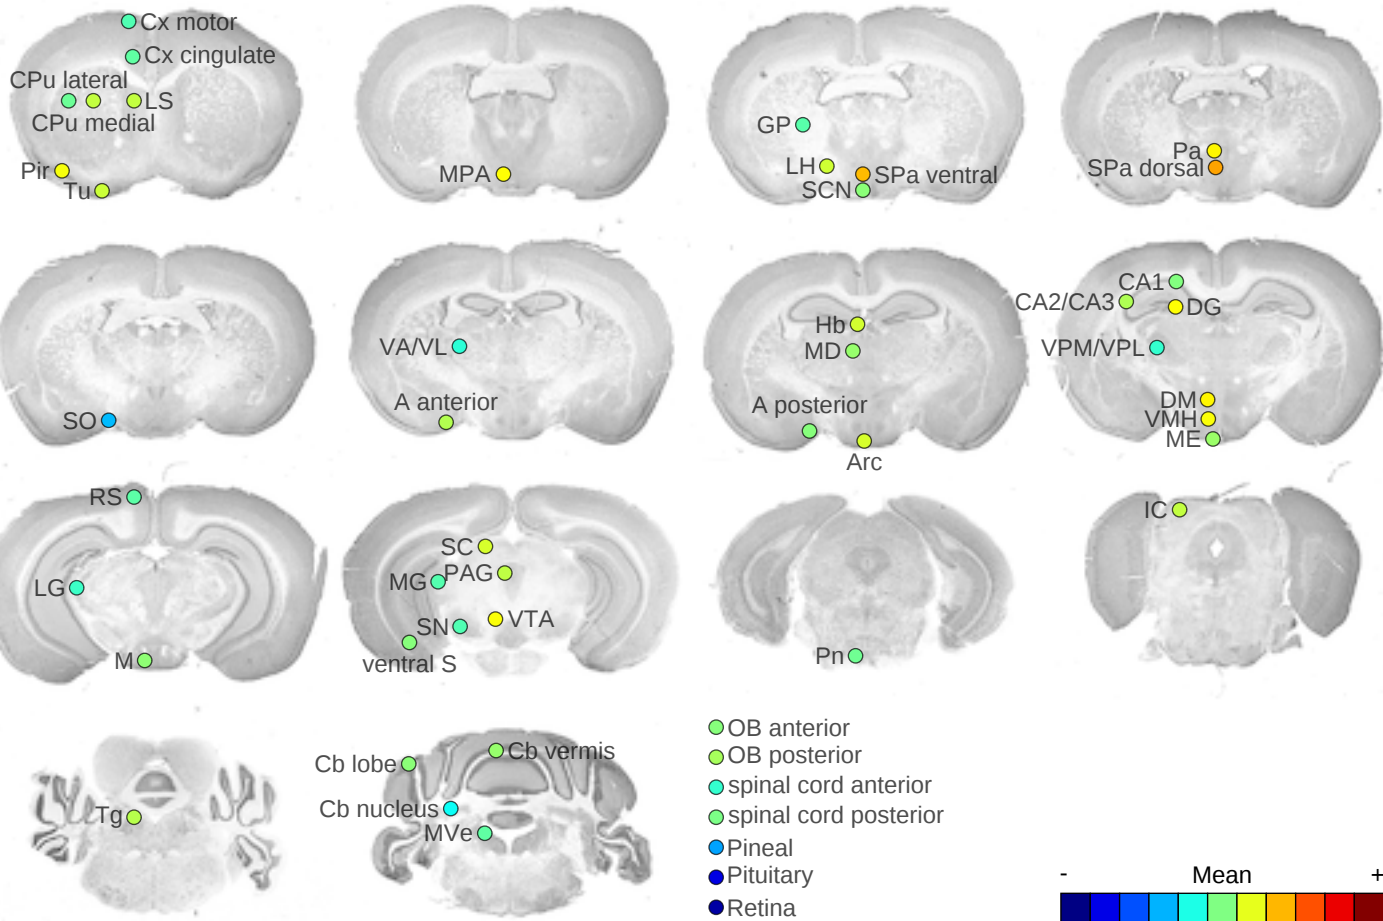 Cx motor
Cx cingulate
CPu lateral
LS
CPu medial
Pir
Tu
MPA
GP
LH
SPa ventral
SCN
Pa
SPa dorsal
SO
VA/VL
A anterior
Hb
MD
A posterior
Arc
CA1
CA2/CA3
DG
VPM/VPL
DM
VMH
ME
RS
LG
M
SC
PAG
MG
VTA
SN
ventral S
Pn
IC
Tg
Cb vermis
Cb lobe
Cb nucleus
MVe
OB anterior
OB posterior
spinal cord anterior
spinal cord posterior
Pineal
Pituitary
Retina
- Mean +